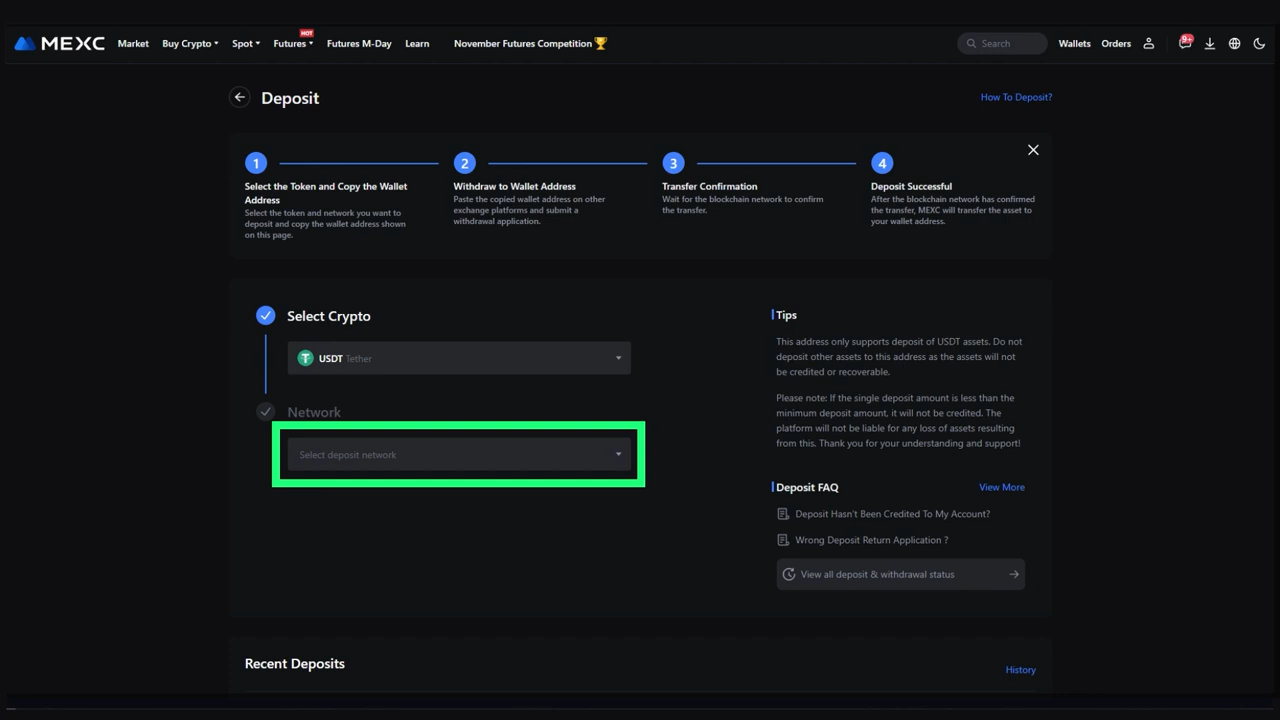 MEXC Market Buy Crypto Spot Futures HOT Futures M-Day Learn November Futures Competition Search Wallets Orders 9+
Deposit
How To Deposit?
1 2 3 4
Select the Token and Copy the Wallet
Address
Select the token and network you want to
deposit and copy the wallet address shown
on this page.
Withdraw to Wallet Address
Paste the copied wallet address on other
exchange platforms and submit a
withdrawal application.
Transfer Confirmation
Wait for the blockchain network to confirm
the transfer.
Deposit Successful
After the blockchain network has confirmed
the transfer, MEXC will transfer the asset to
your wallet address.
Select Crypto
USDT Tether
Network
Select deposit network
Tips
This address only supports deposit of USDT assets. Do not
deposit other assets to this address as the assets will not
be credited or recoverable.
Please note: If the single deposit amount is less than the
minimum deposit amount, it will not be credited. The
platform will not be liable for any loss of assets resulting
from this. Thank you for your understanding and support!
Deposit FAQ
View More
Deposit Hasn't Been Credited To My Account?
Wrong Deposit Return Application ?
View all deposit & withdrawal status
Recent Deposits
History